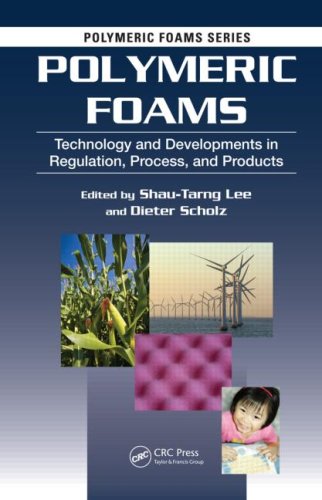 POLYMERIC FOAMS SERIES
POLYMERIC
FOAMS
Technology and Developments in
Regulation, Process, and Products
Edited by Shau-Tarng Lee
and Dieter Scholz
CRC
CRC Press
Taylor & Francis Group